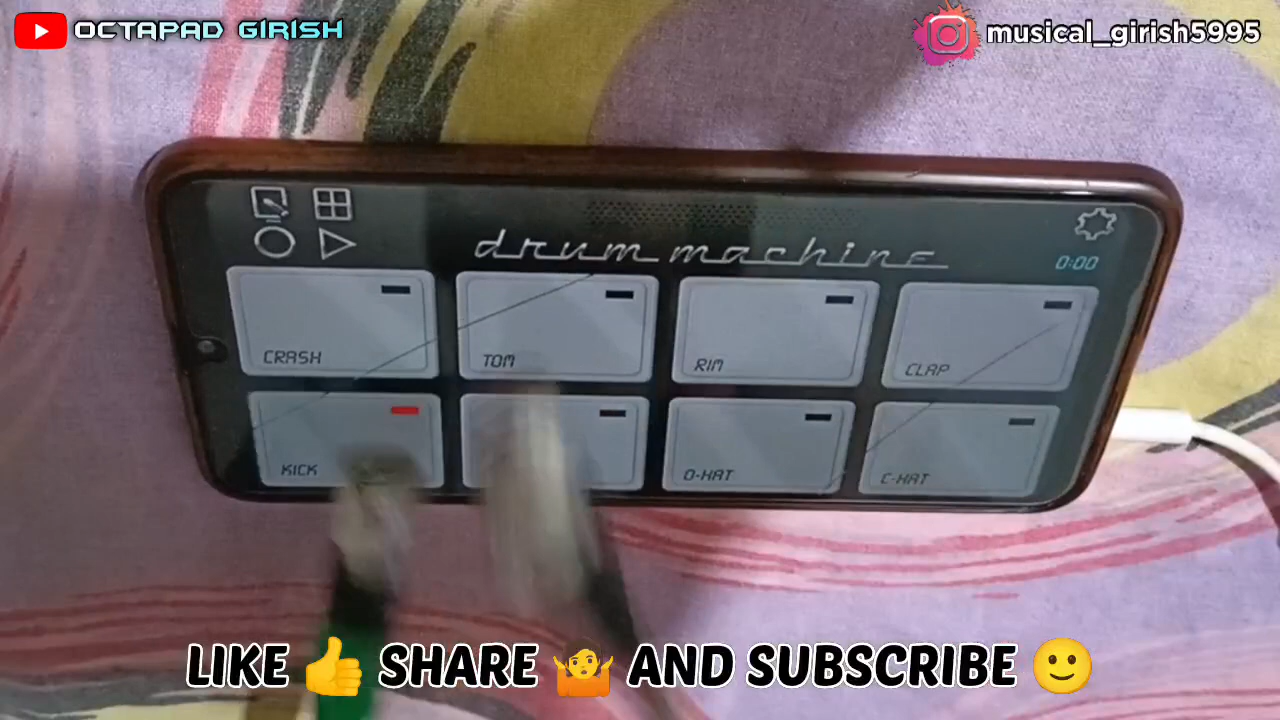 OCTAPAD GIRISH
musical_girish5995
drum machine
0:00
CRASH
TOM
RIM
CLAP
KICK
O-HAT
C-HAT
LIKE 👍 SHARE 🤷 AND SUBSCRIBE 🙂